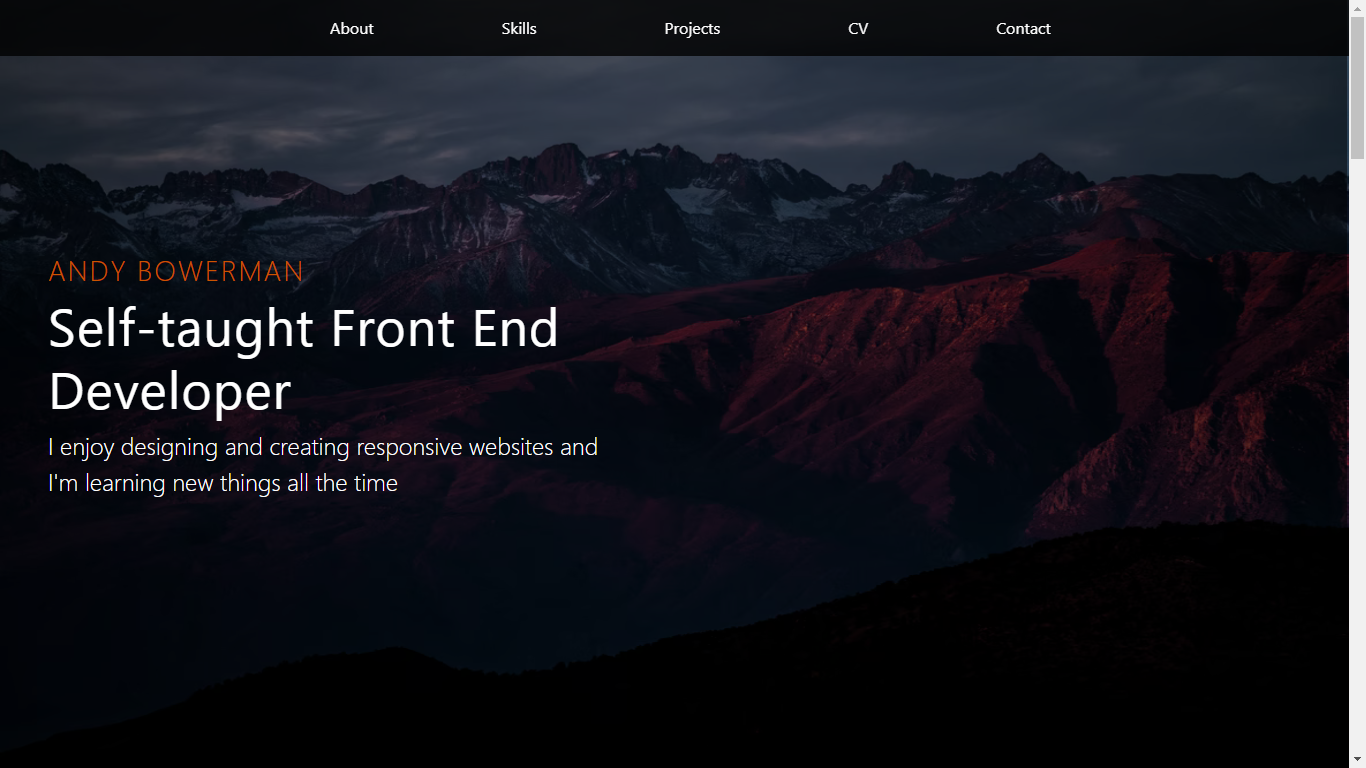 About Skills Projects CV Contact
ANDY BOWERMAN
Self-taught Front End
Developer
I enjoy designing and creating responsive websites and
I'm learning new things all the time